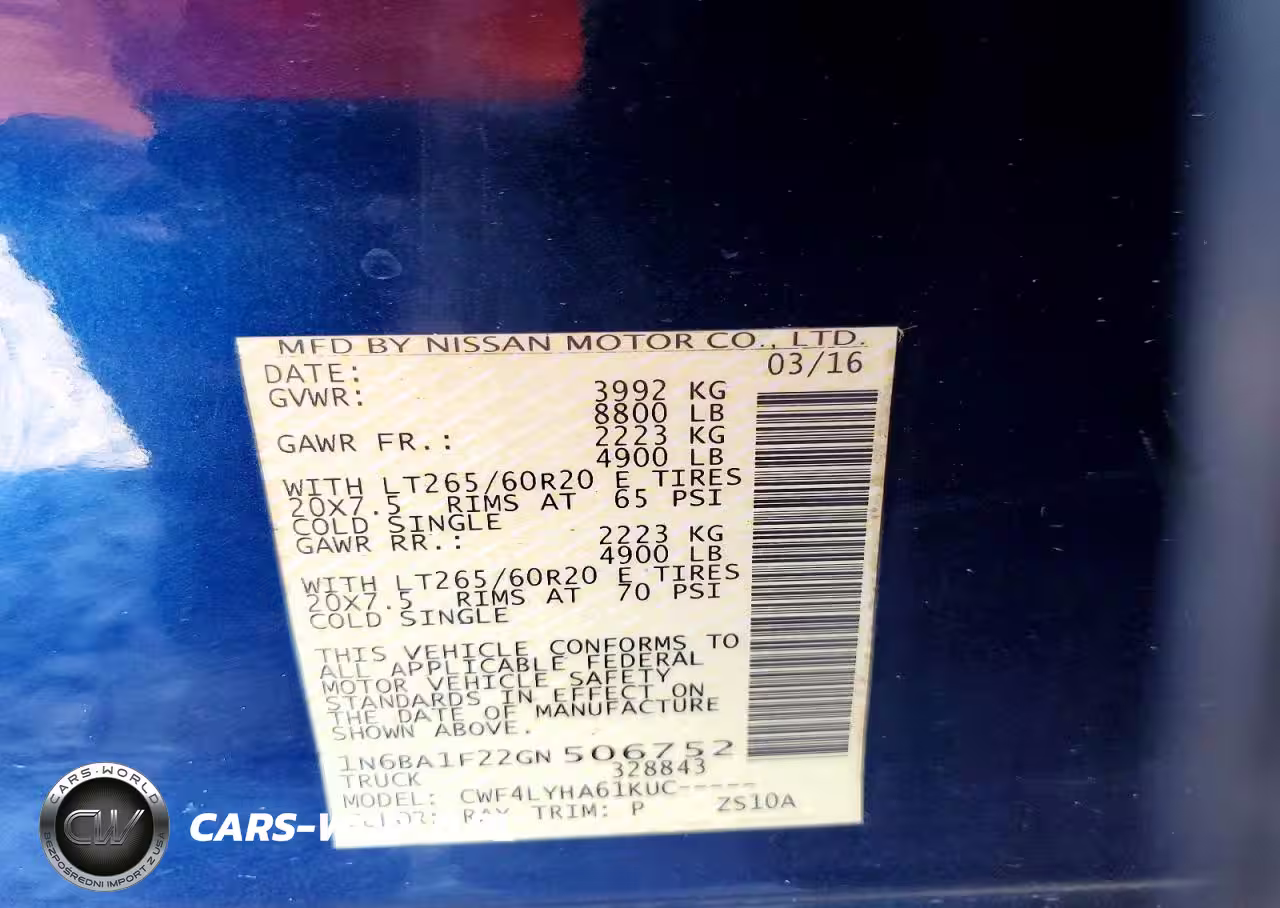 MFD BY NISSAN MOTOR CO., LTD.
DATE: 03/16
GVWR: 3992 KG
8800 LB
GAWR FR.: 2223 KG
4900 LB
WITH LT265/60R20 E TIRES
20X7.5 RIMS AT 65 PSI
COLD SINGLE
GAWR RR.: 2223 KG
4900 LB
WITH LT265/60R20 E TIRES
20X7.5 RIMS AT 70 PSI
COLD SINGLE
THIS VEHICLE CONFORMS TO
ALL APPLICABLE FEDERAL
MOTOR VEHICLE SAFETY
STANDARDS IN EFFECT ON
THE DATE OF MANUFACTURE
SHOWN ABOVE.
1N6BA1F22GN 506752
TRUCK 328843
MODEL: CWF4LYHA61KUC-----
TRIM: P ZS10A
CARS-WORLD
CW
BEZPOŚREDNI IMPORT Z USA